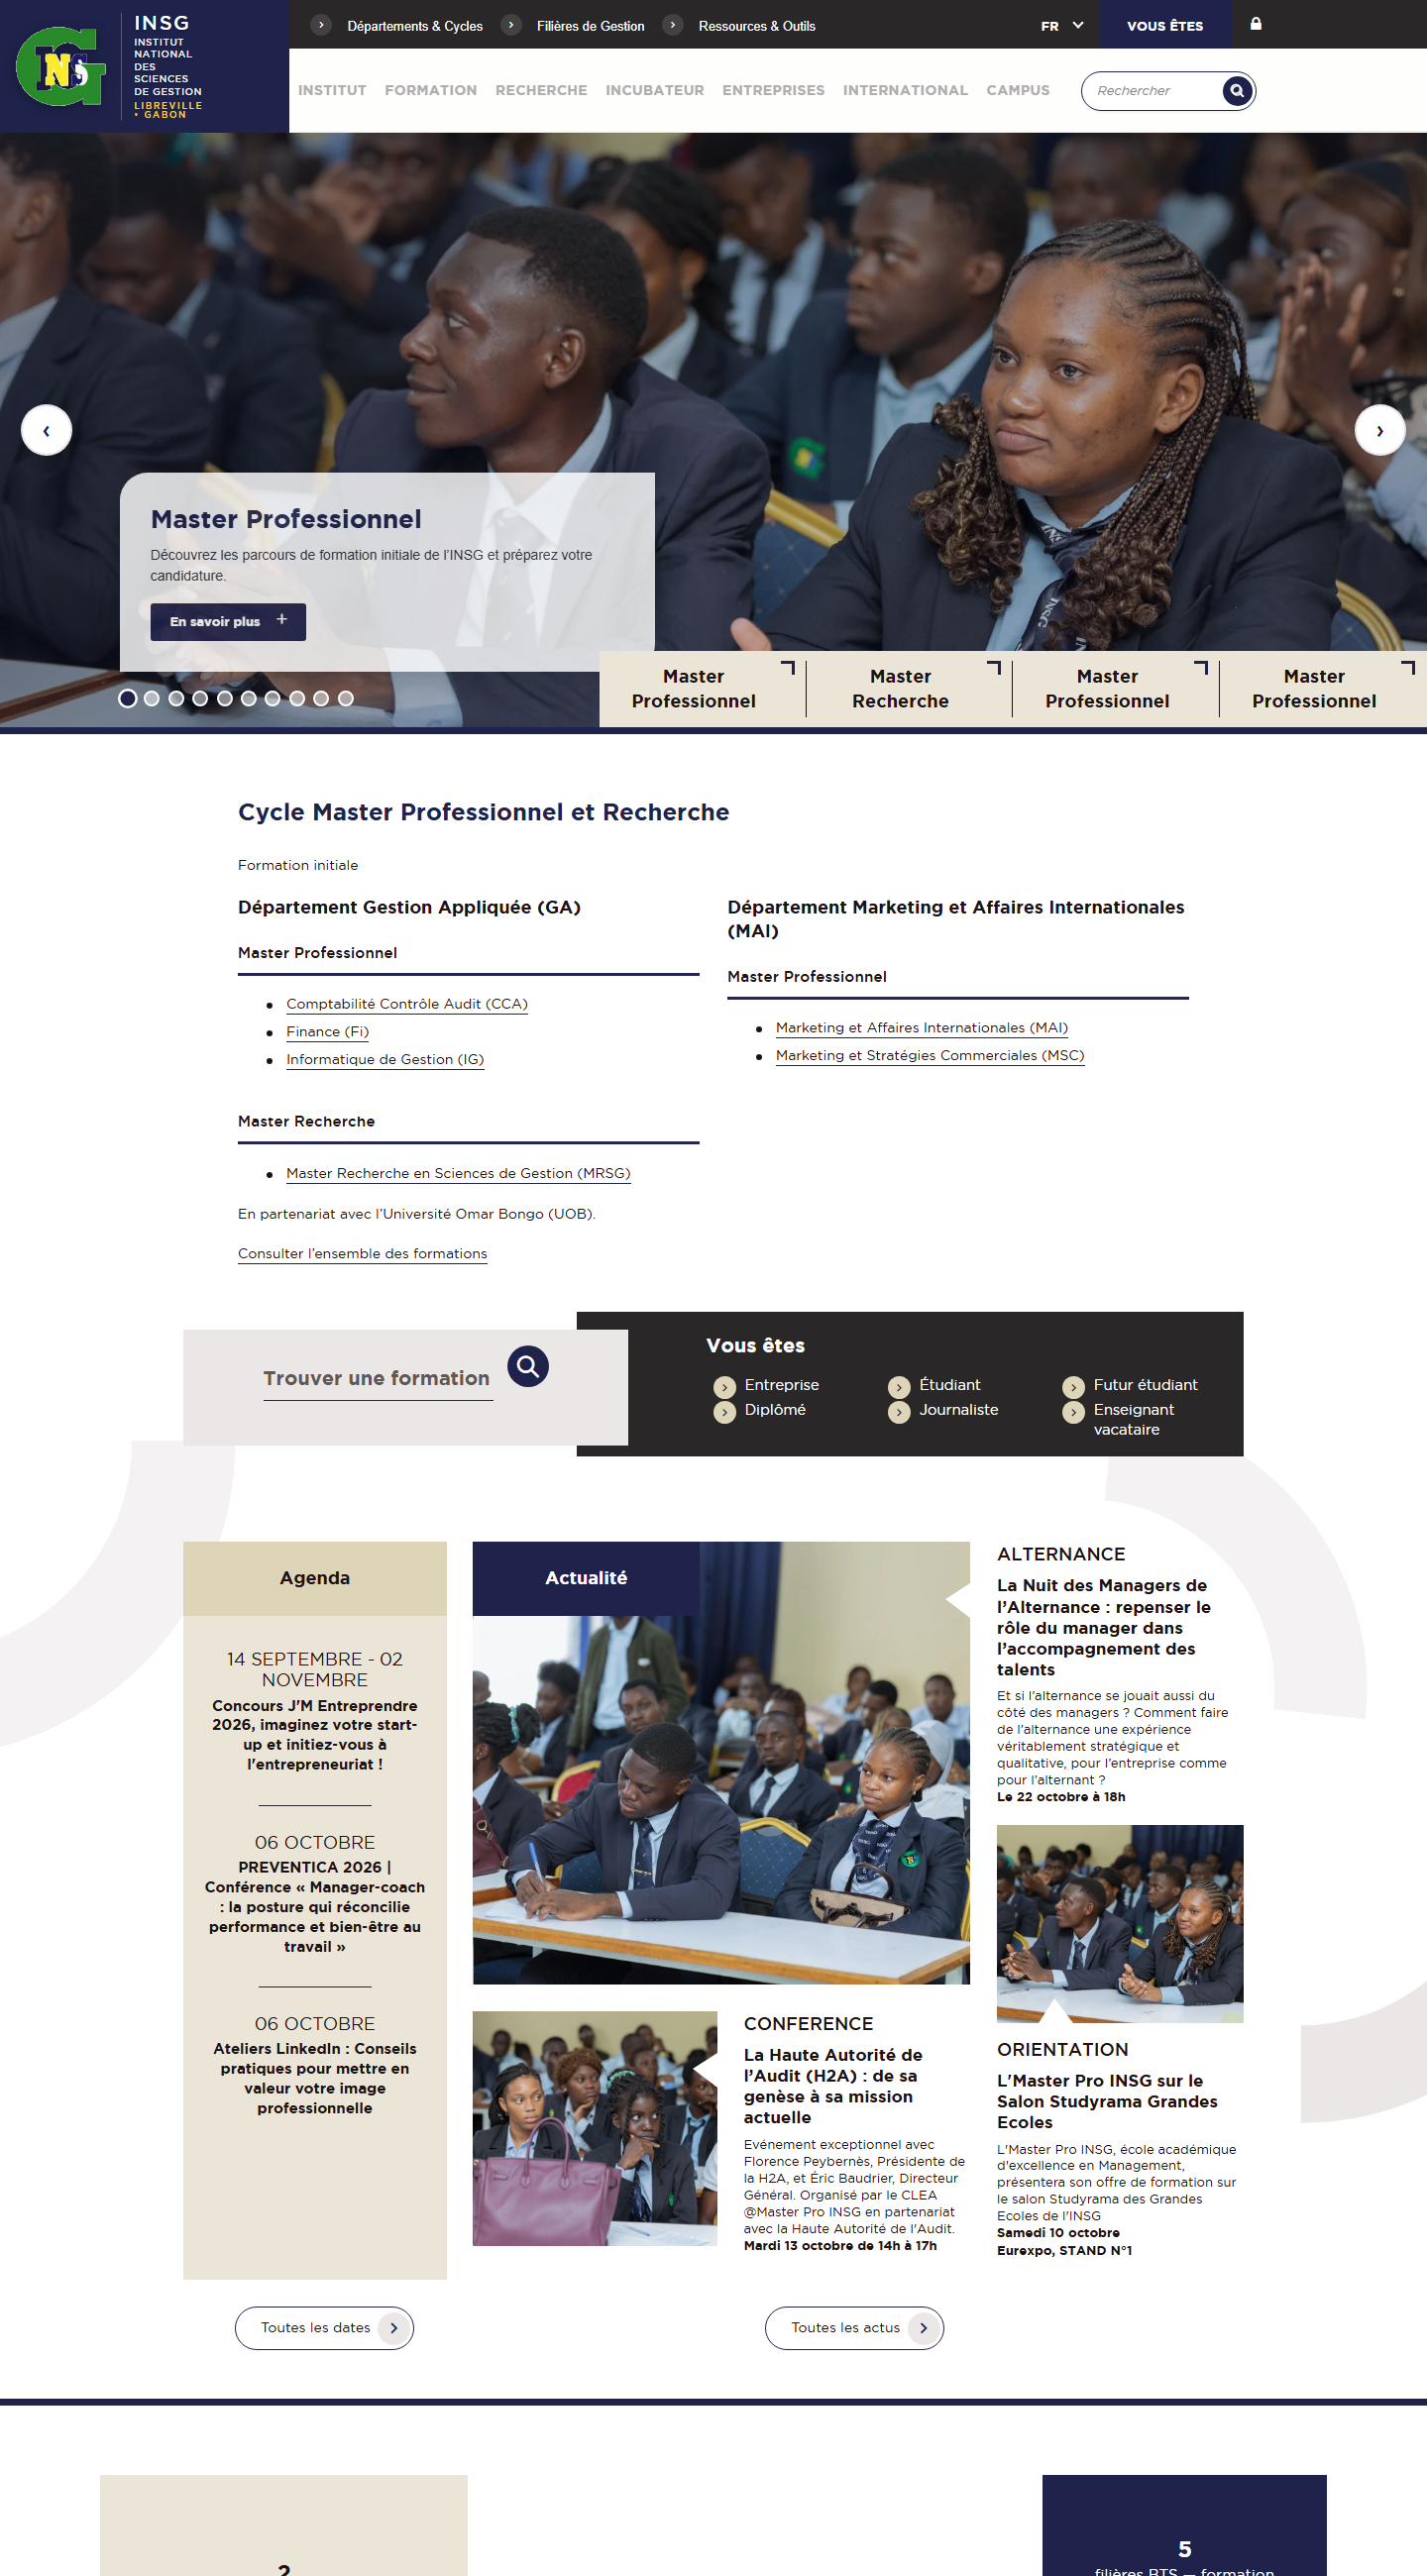 INSG
INSTITUT
NATIONAL
DES
SCIENCES
DE GESTION
LIBREVILLE
• GABON
Départements & Cycles
Filières de Gestion
Ressources & Outils
FR
VOUS ÊTES
INSTITUT
FORMATION
RECHERCHE
INCUBATEUR
ENTREPRISES
INTERNATIONAL
CAMPUS
Rechercher
Master Professionnel
Découvrez les parcours de formation initiale de l'INSG et préparez votre
candidature.
En savoir plus +
Master
Professionnel
Master
Recherche
Master
Professionnel
Master
Professionnel
Cycle Master Professionnel et Recherche
Formation initiale
Département Gestion Appliquée (GA)
Master Professionnel
Comptabilité Contrôle Audit (CCA)
Finance (Fi)
Informatique de Gestion (IG)
Master Recherche
Master Recherche en Sciences de Gestion (MRSG)
En partenariat avec l'Université Omar Bongo (UOB).
Consulter l'ensemble des formations
Département Marketing et Affaires Internationales
(MAI)
Master Professionnel
Marketing et Affaires Internationales (MAI)
Marketing et Stratégies Commerciales (MSC)
Trouver une formation
Vous êtes
Entreprise
Étudiant
Futur étudiant
Diplômé
Journaliste
Enseignant
vacataire
Agenda
14 SEPTEMBRE - 02
NOVEMBRE
Concours J'M Entreprendre
2026, imaginez votre start-
up et initiez-vous à
l'entrepreneuriat !
06 OCTOBRE
PREVENTICA 2026 |
Conférence « Manager-coach
: la posture qui réconcilie
performance et bien-être au
travail »
06 OCTOBRE
Ateliers LinkedIn : Conseils
pratiques pour mettre en
valeur votre image
professionnelle
Actualité
ALTERNANCE
La Nuit des Managers de
l'Alternance : repenser le
rôle du manager dans
l'accompagnement des
talents
Et si l'alternance se jouait aussi du
côté des managers ? Comment faire
de l'alternance une expérience
véritablement stratégique et
qualitative, pour l'entreprise comme
pour l'alternant ?
Le 22 octobre à 18h
CONFERENCE
La Haute Autorité de
l'Audit (H2A) : de sa
genèse à sa mission
actuelle
Evénement exceptionnel avec
Florence Peybernès, Présidente de
la H2A, et Éric Baudrier, Directeur
Général. Organisé par le CLEA
@Master Pro INSG en partenariat
avec la Haute Autorité de l'Audit.
Mardi 13 octobre de 14h à 17h
ORIENTATION
L'Master Pro INSG sur le
Salon Studyrama Grandes
Ecoles
L'Master Pro INSG, école académique
d'excellence en Management,
présentera son offre de formation sur
le salon Studyrama des Grandes
Ecoles de l'INSG
Samedi 10 octobre
Eurexpo, STAND N°1
Toutes les dates
Toutes les actus
2
5
filières BTS — formation